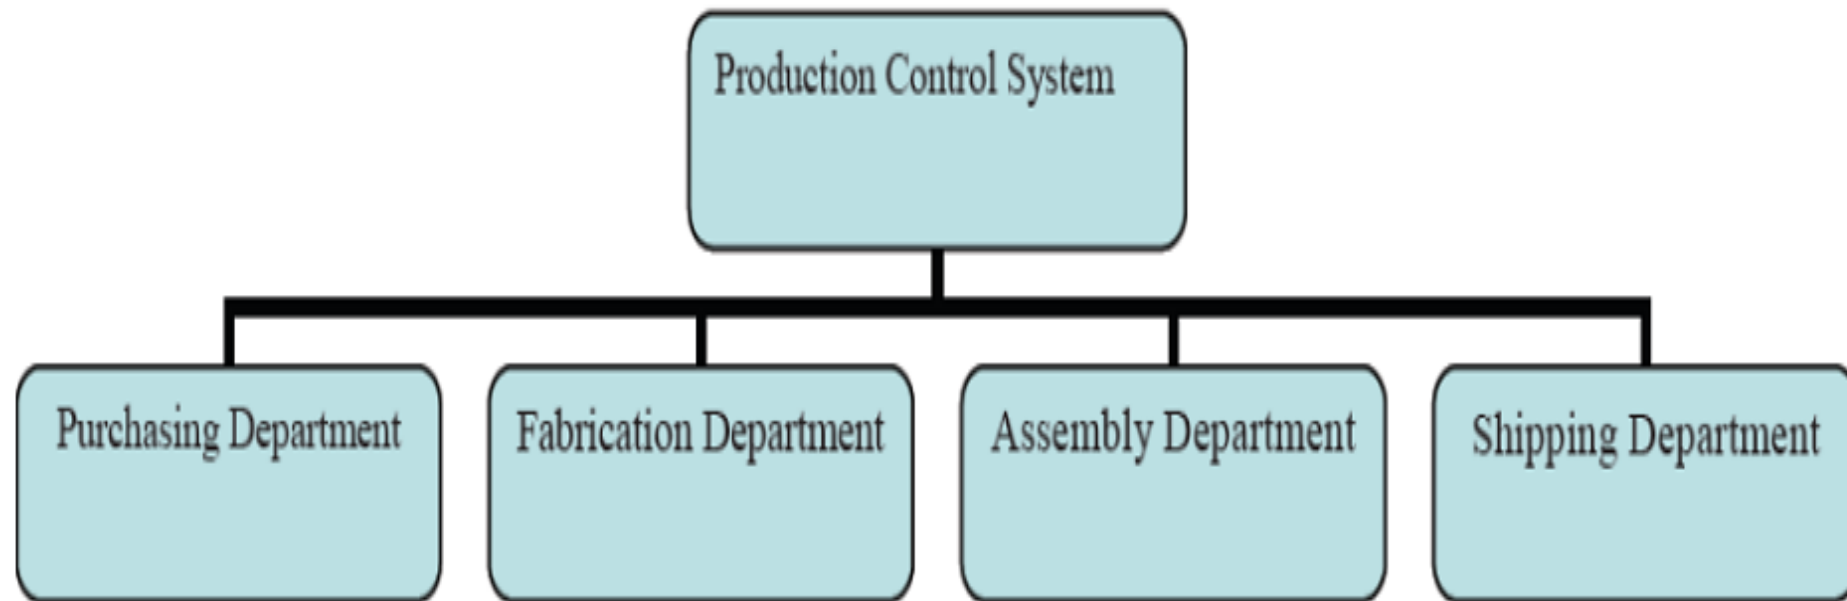 Production Control System
Purchasing Department
Fabrication Department
Assembly Department
Shipping Department